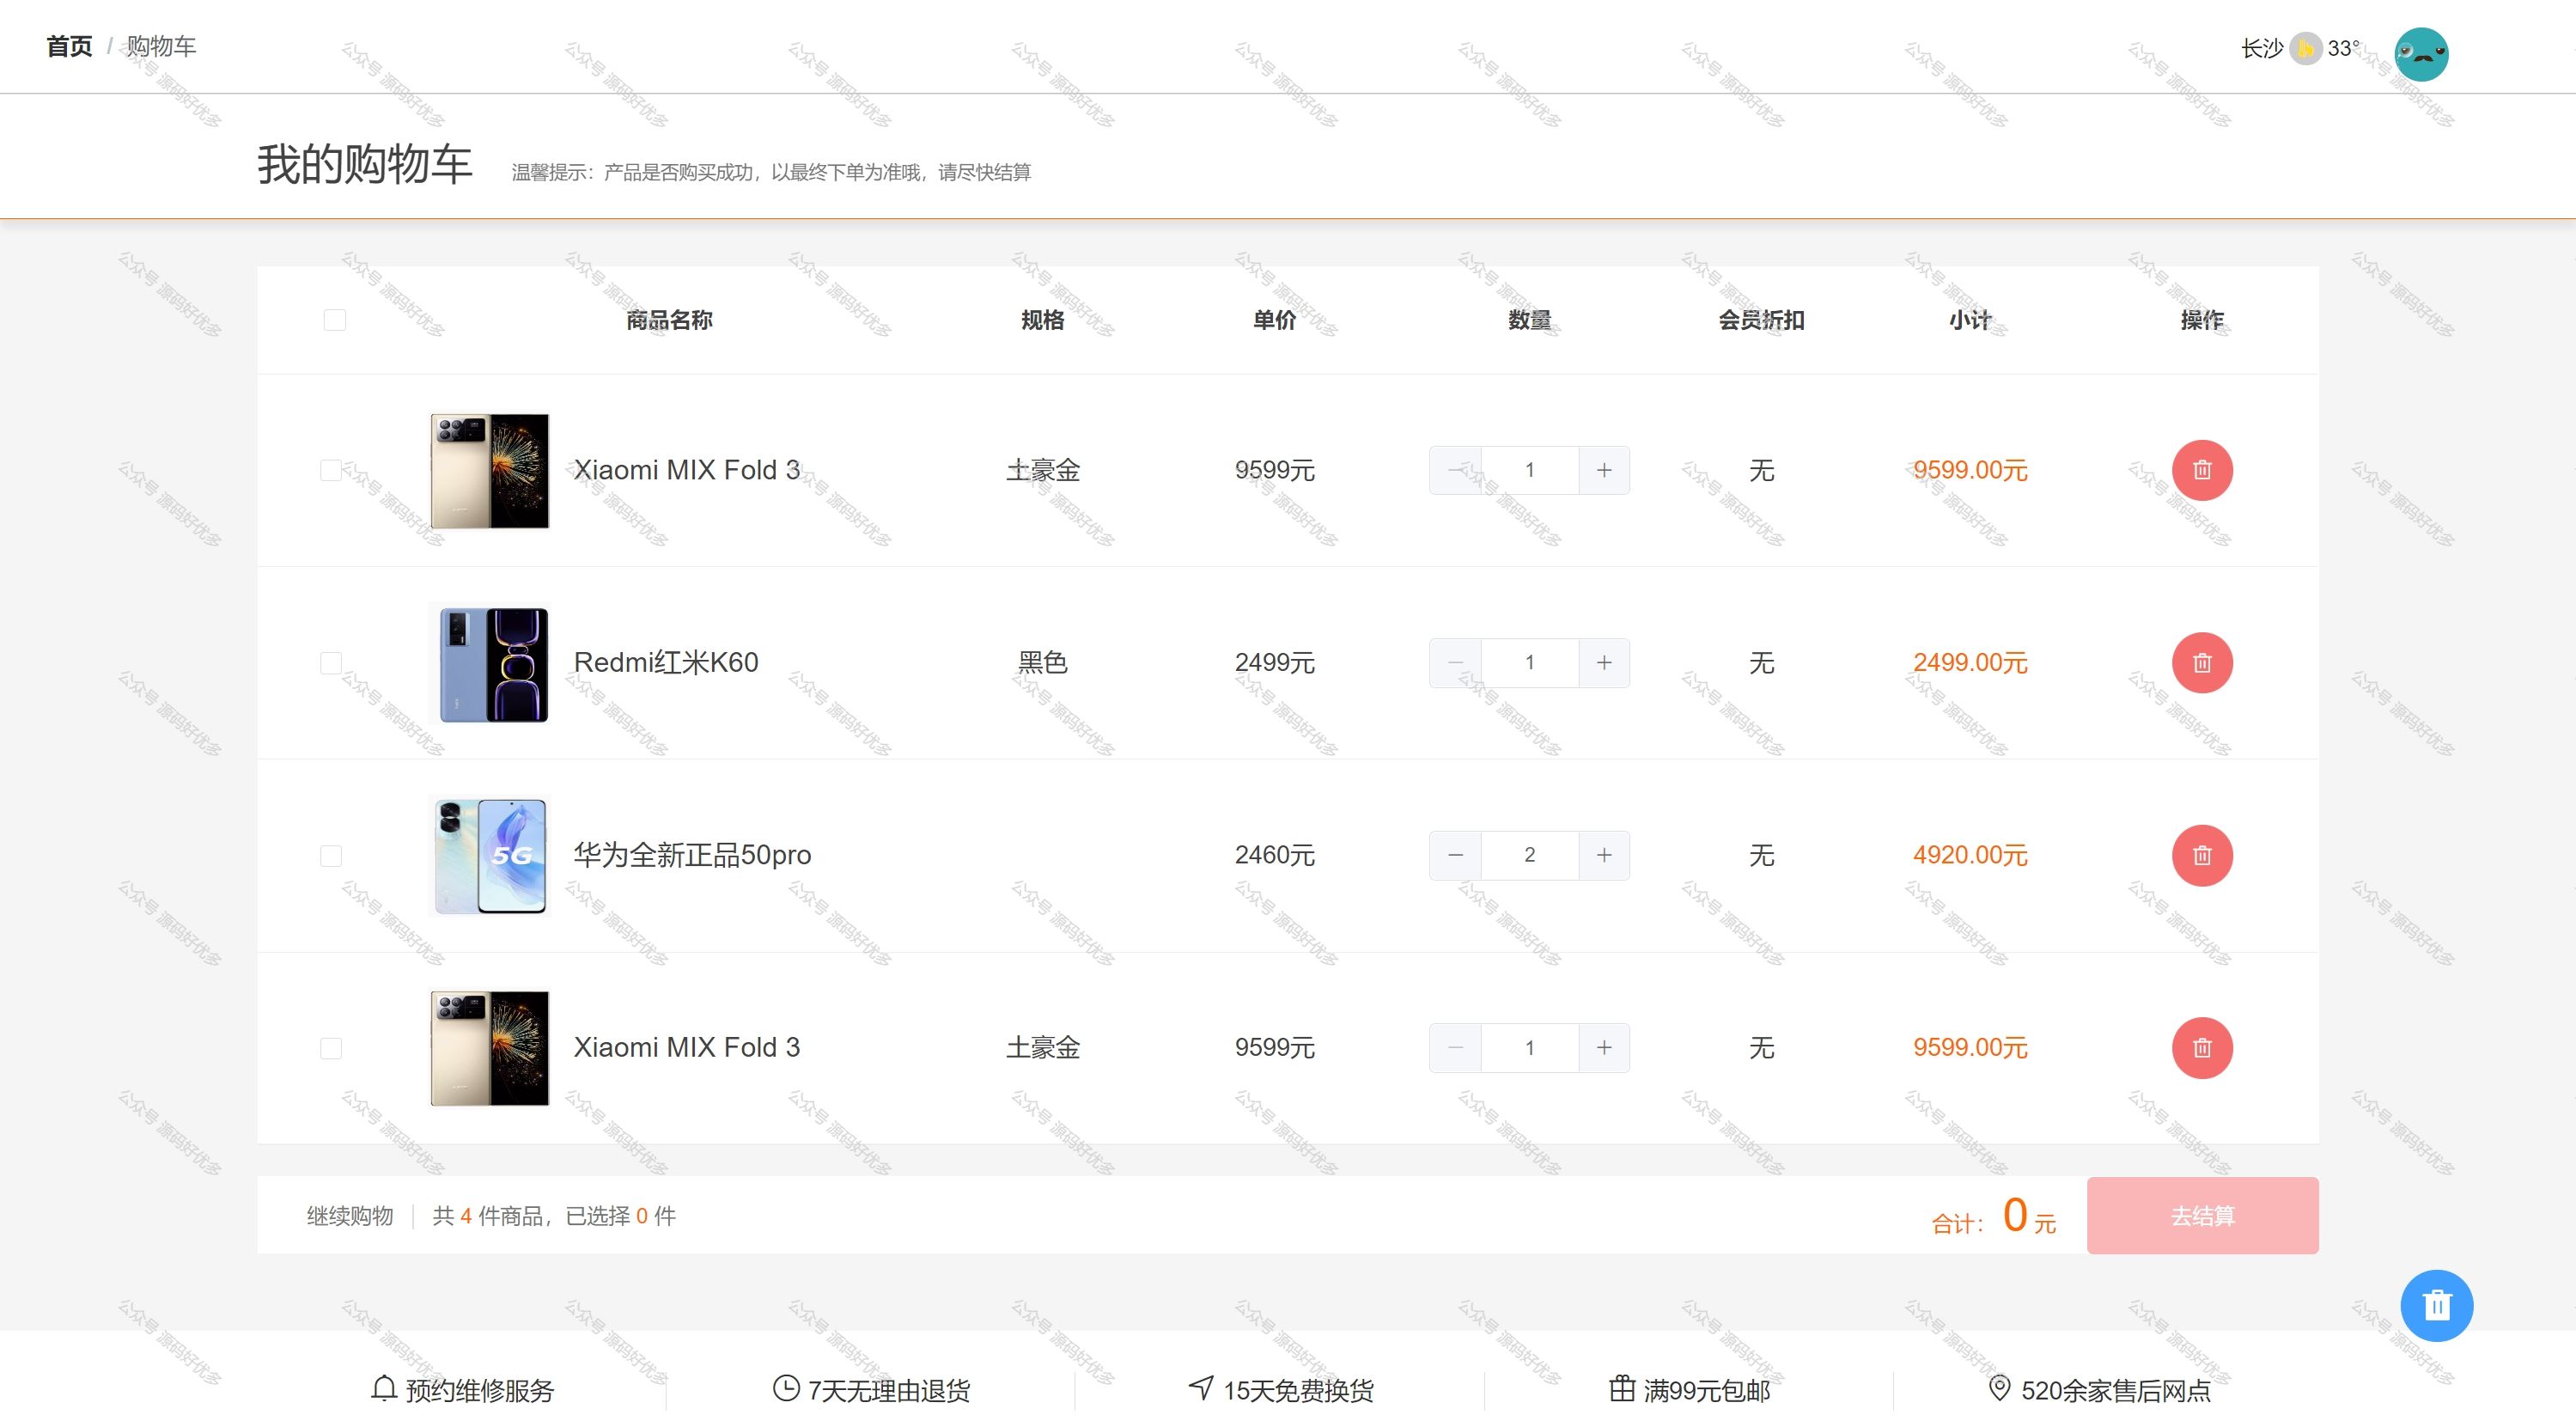 首页 / 购物车
长沙 33°
我的购物车 温馨提示：产品是否购买成功，以最终下单为准哦，请尽快结算
商品名称 规格 单价 数量 会员折扣 小计 操作
Xiaomi MIX Fold 3 土豪金 9599元 1 无 9599.00元
Redmi红米K60 黑色 2499元 1 无 2499.00元
5G
华为全新正品50pro 2460元 2 无 4920.00元
Xiaomi MIX Fold 3 土豪金 9599元 1 无 9599.00元
继续购物 共 4 件商品，已选择 0 件 合计： 0 元 去结算
预约维修服务 7天无理由退货 15天免费换货 满99元包邮 520余家售后网点
公众号 源码好优多